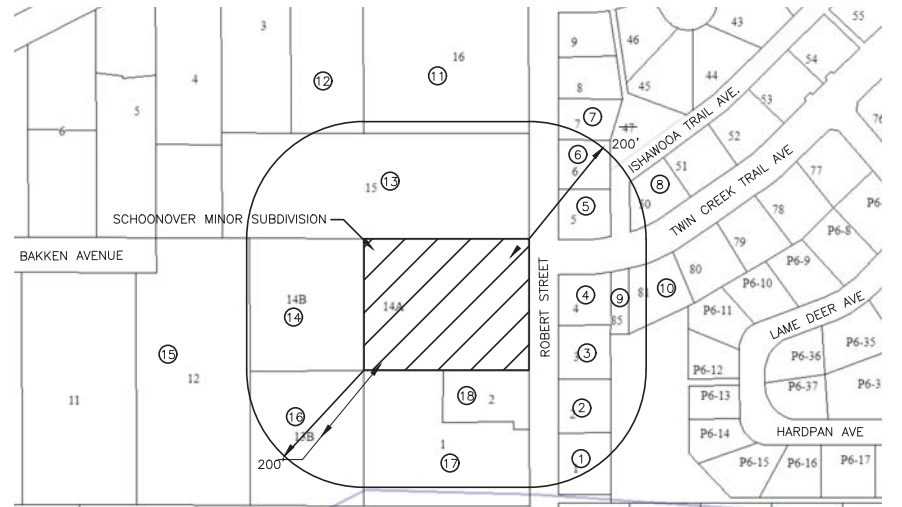 3
16
9
46
43
55
12
11
4
45
44
54
8
5
53
6
7
7
47
52
76
200'
ISHAWOOA TRAIL AVE.
6
6
51
77
15
13
8
50
TWIN CREEK TRAIL AVE
5
5
78
P6-
SCHOONOVER MINOR SUBDIVISION
79
P6-8
BAKKEN AVENUE
80
P6-9
P6-10
14B
14
14A
ROBERT STREET
4
4
9
81
10
85
P6-11
LAME DEER AVE
15
12
3
3
P6-36
P6-35
P6-12
P6-37
P6-3
11
18
2
P6-13
16
13B
2
2
P6-14
HARDPAN AVE
1
17
1
1
200'
P6-15
P6-16
P6-17